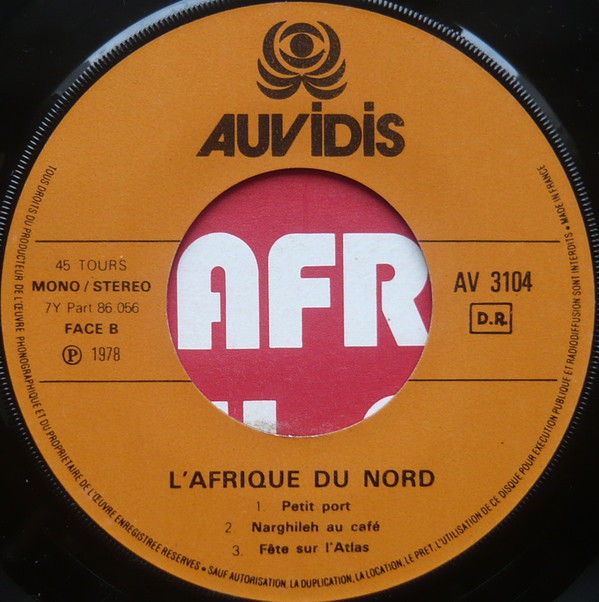 AUVIDIS
45 TOURS
MONO / STEREO
7Y Part 86.056
FACE B
Ⓟ 1978
AV 3104
D.R.
AFR
L'AFRIQUE DU NORD
1. Petit port
2. Narghileh au café
3. Fête sur l'Atlas
TOUS DROITS DU PRODUCTEUR DE L'ŒUVRE PHONOGRAPHIQUE ET DU PROPRIETAIRE DE L'ŒUVRE ENREGISTREE RESERVES • SAUF AUTORISATION, LA DUPLICATION, LA LOCATION, LE PRET, L'UTILISATION DE CE DISQUE POUR EXECUTION PUBLIQUE ET RADIODIFFUSION SONT INTERDITS • MADE IN FRANCE •